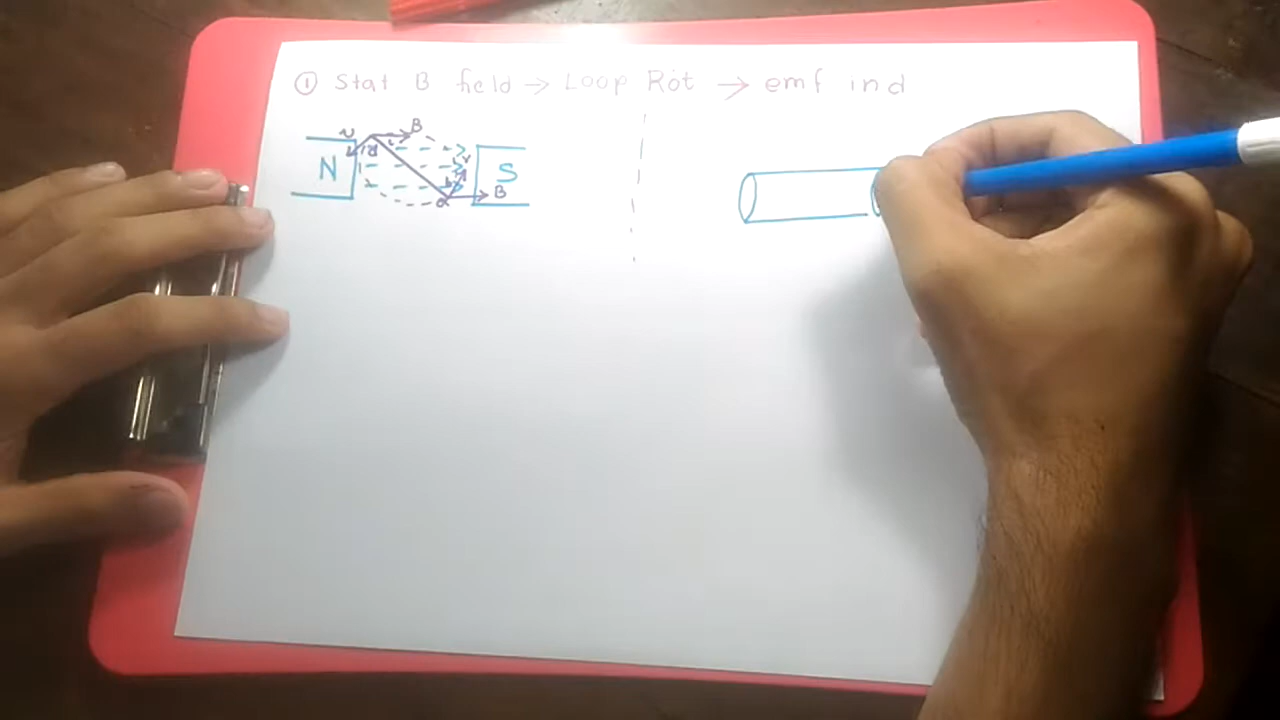 ① Stat B field → Loop Rot → emf ind
B
N
S
B